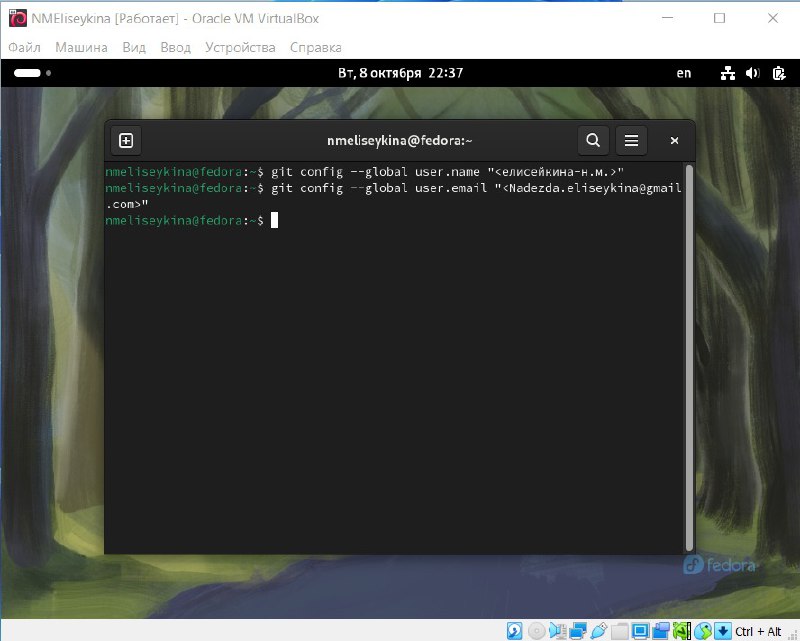 NMEliseykina [Работает] - Oracle VM VirtualBox
Файл Машина Вид Ввод Устройства Справка
Вт, 8 октября 22:37 en
nmeliseykina@fedora:~
nmeliseykina@fedora:~$ git config --global user.name "<елисейкина-н.м.>"
nmeliseykina@fedora:~$ git config --global user.email "<Nadezda.eliseykina@gmail
.com>"
nmeliseykina@fedora:~$
fedora
Ctrl + Alt